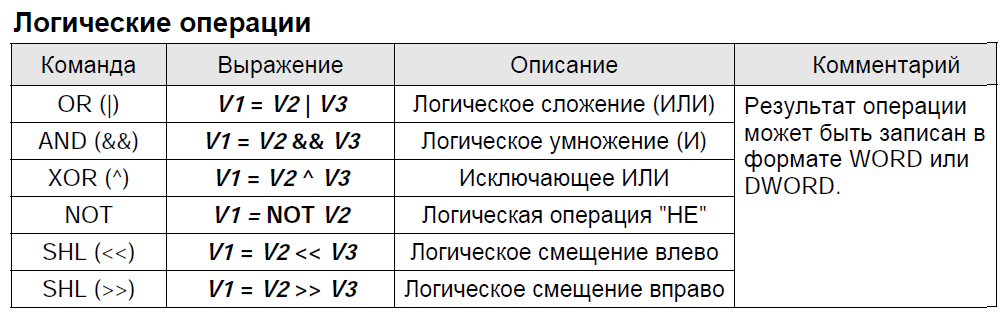 Логические операции
Команда Выражение Описание Комментарий
OR (|) V1 = V2 | V3 Логическое сложение (ИЛИ) Результат операции
AND (&&) V1 = V2 && V3 Логическое умножение (И) может быть записан в
XOR (^) V1 = V2 ^ V3 Исключающее ИЛИ формате WORD или
NOT V1 = NOT V2 Логическая операция "НЕ" DWORD.
SHL (<<) V1 = V2 << V3 Логическое смещение влево
SHL (>>) V1 = V2 >> V3 Логическое смещение вправо